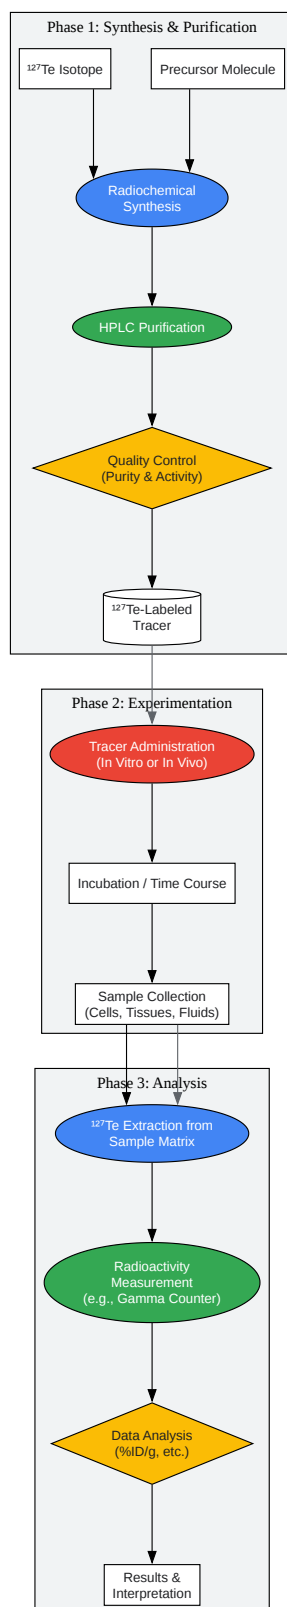 Phase 1: Synthesis & Purification
¹²⁷Te Isotope
Precursor Molecule
Radiochemical
Synthesis
HPLC Purification
Quality Control
(Purity & Activity)
¹²⁷Te-Labeled
Tracer
Phase 2: Experimentation
Tracer Administration
(In Vitro or In Vivo)
Incubation / Time Course
Sample Collection
(Cells, Tissues, Fluids)
Phase 3: Analysis
¹²⁷Te Extraction from
Sample Matrix
Radioactivity
Measurement
(e.g., Gamma Counter)
Data Analysis
(%ID/g, etc.)
Results &
Interpretation